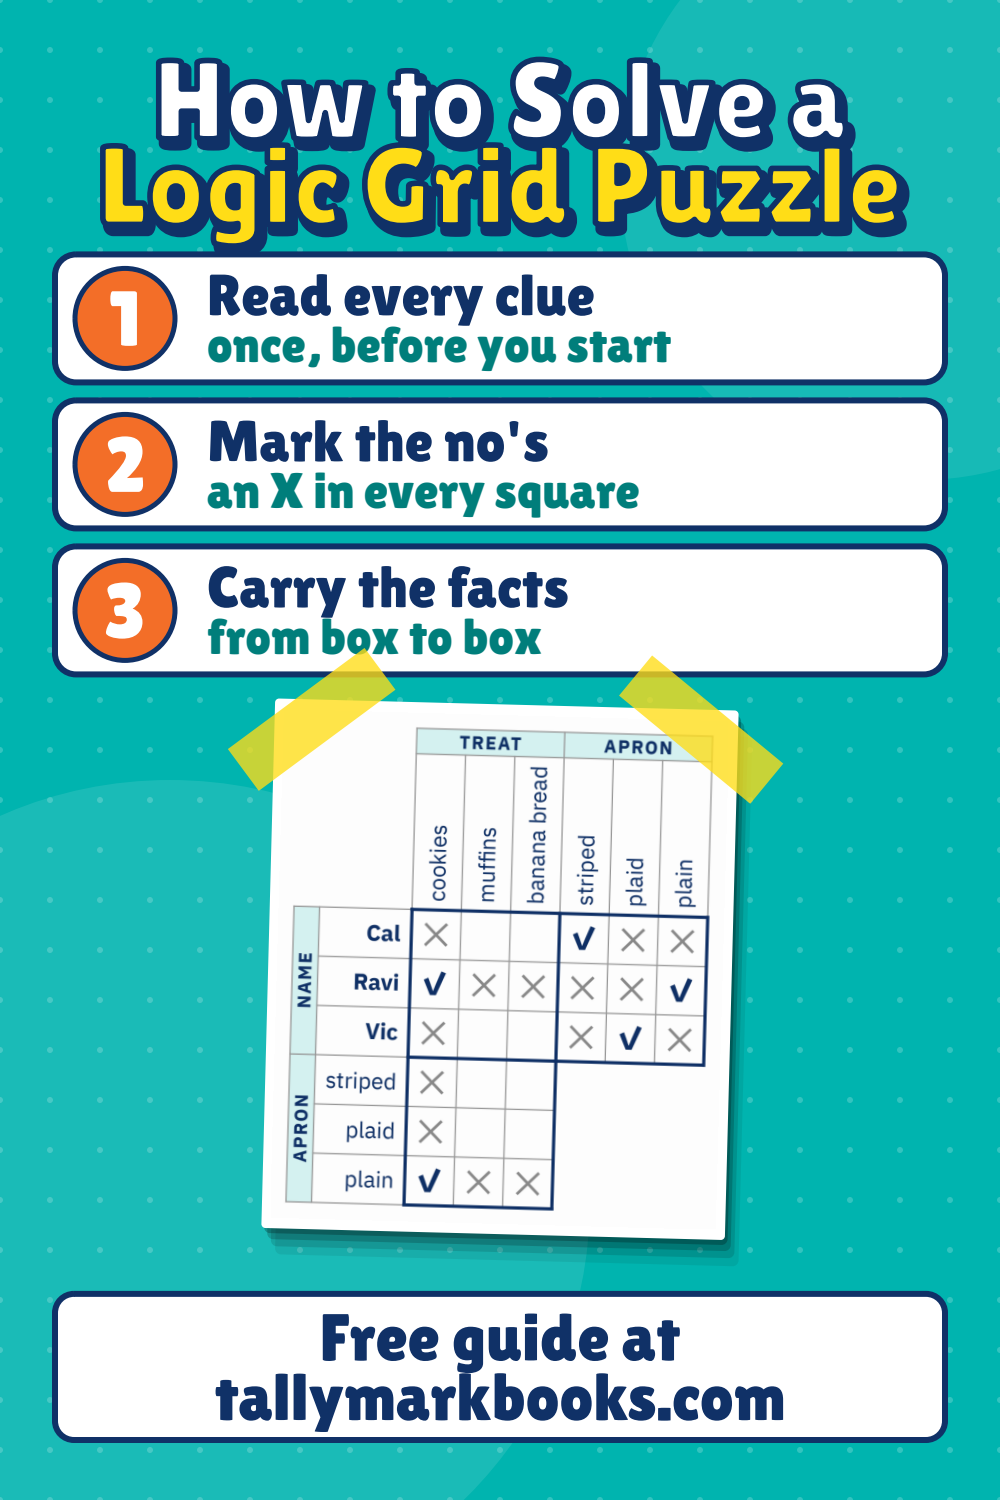 How to Solve a
Logic Grid Puzzle
1
Read every clue
once, before you start
2
Mark the no's
an X in every square
3
Carry the facts
from box to box
TREAT APRON
cookies muffins banana bread striped plaid plain
NAME
Cal
Ravi
Vic
APRON
striped
plaid
plain
Free guide at
tallymarkbooks.com